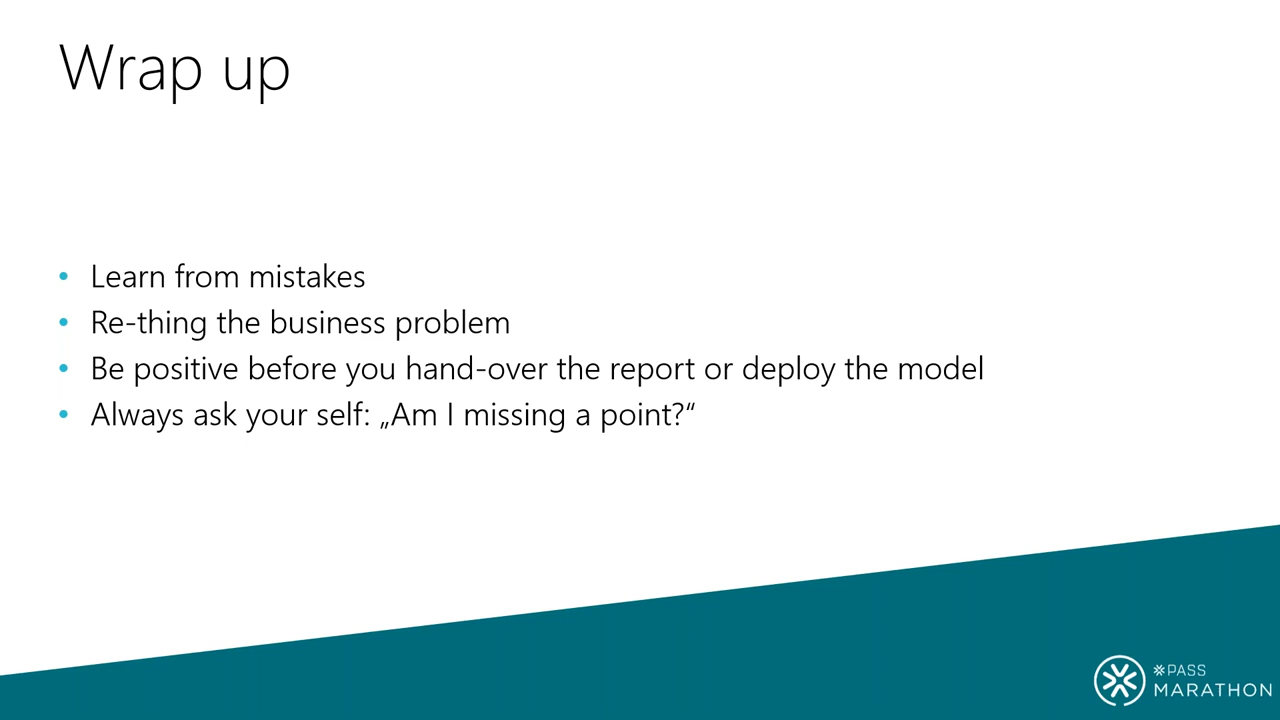 Wrap up
• Learn from mistakes
• Re-thing the business problem
• Be positive before you hand-over the report or deploy the model
• Always ask your self: „Am I missing a point?“
PASS
MARATHON